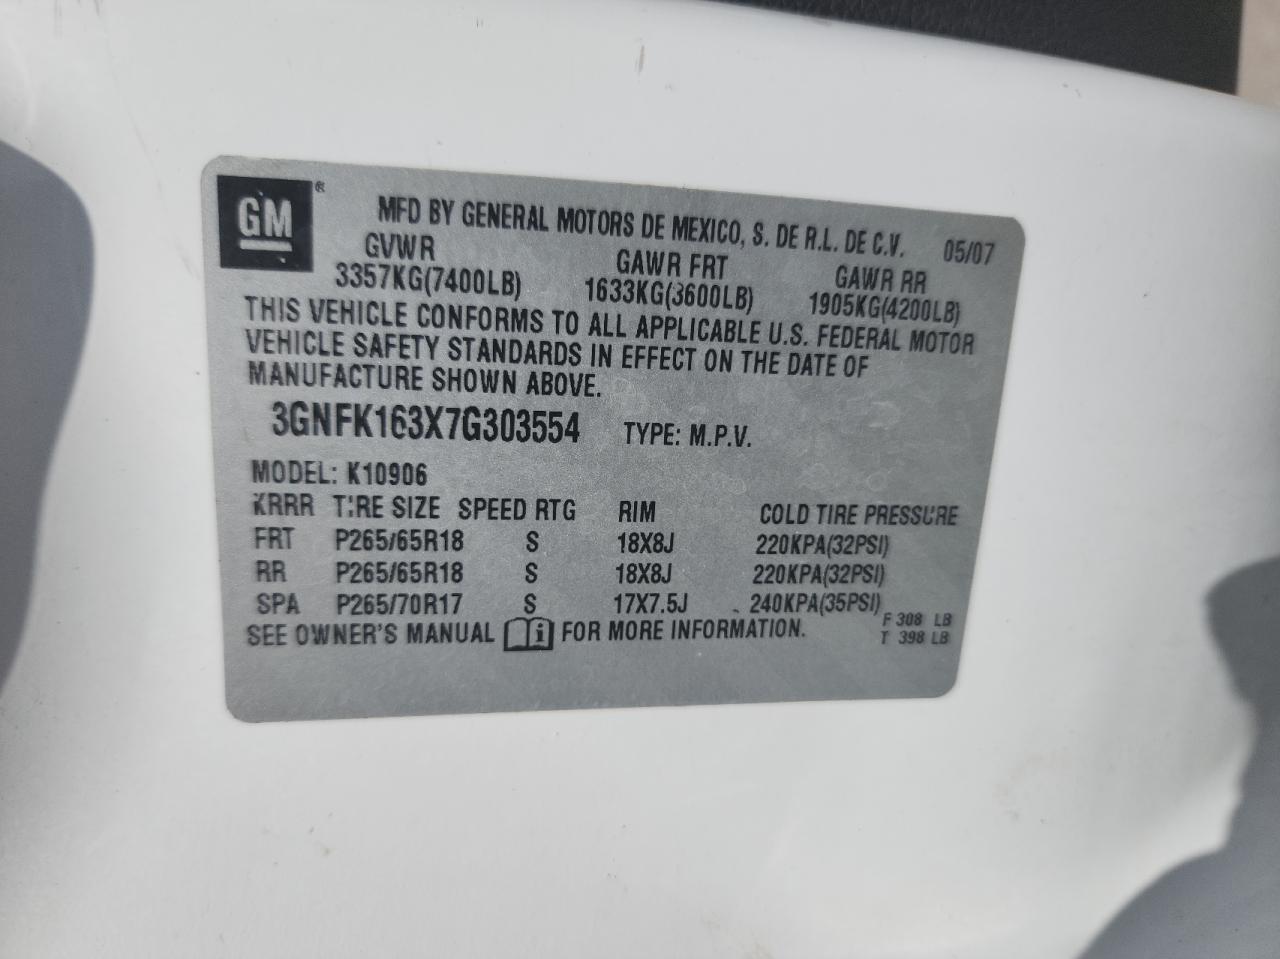 GM ®
MFD BY GENERAL MOTORS DE MEXICO, S. DE R.L. DE C.V. 05/07
GVWR GAWR FRT GAWR RR
3357KG(7400LB) 1633KG(3600LB) 1905KG(4200LB)
THIS VEHICLE CONFORMS TO ALL APPLICABLE U.S. FEDERAL MOTOR
VEHICLE SAFETY STANDARDS IN EFFECT ON THE DATE OF
MANUFACTURE SHOWN ABOVE.
3GNFK163X7G303554 TYPE: M.P.V.
MODEL: K10906
KRRR TIRE SIZE SPEED RTG RIM COLD TIRE PRESSURE
FRT P265/65R18 S 18X8J 220KPA(32PSI)
RR P265/65R18 S 18X8J 220KPA(32PSI)
SPA P265/70R17 S 17X7.5J 240KPA(35PSI)
SEE OWNER'S MANUAL i FOR MORE INFORMATION.
F 308 LB
T 398 LB